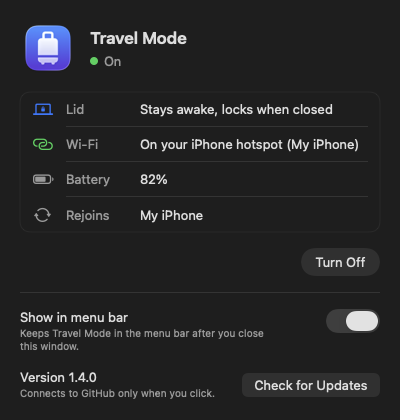 Travel Mode
On
Lid Stays awake, locks when closed
Wi-Fi On your iPhone hotspot (My iPhone)
Battery 82%
Rejoins My iPhone
Turn Off
Show in menu bar
Keeps Travel Mode in the menu bar after you close
this window.
Version 1.4.0
Connects to GitHub only when you click.
Check for Updates